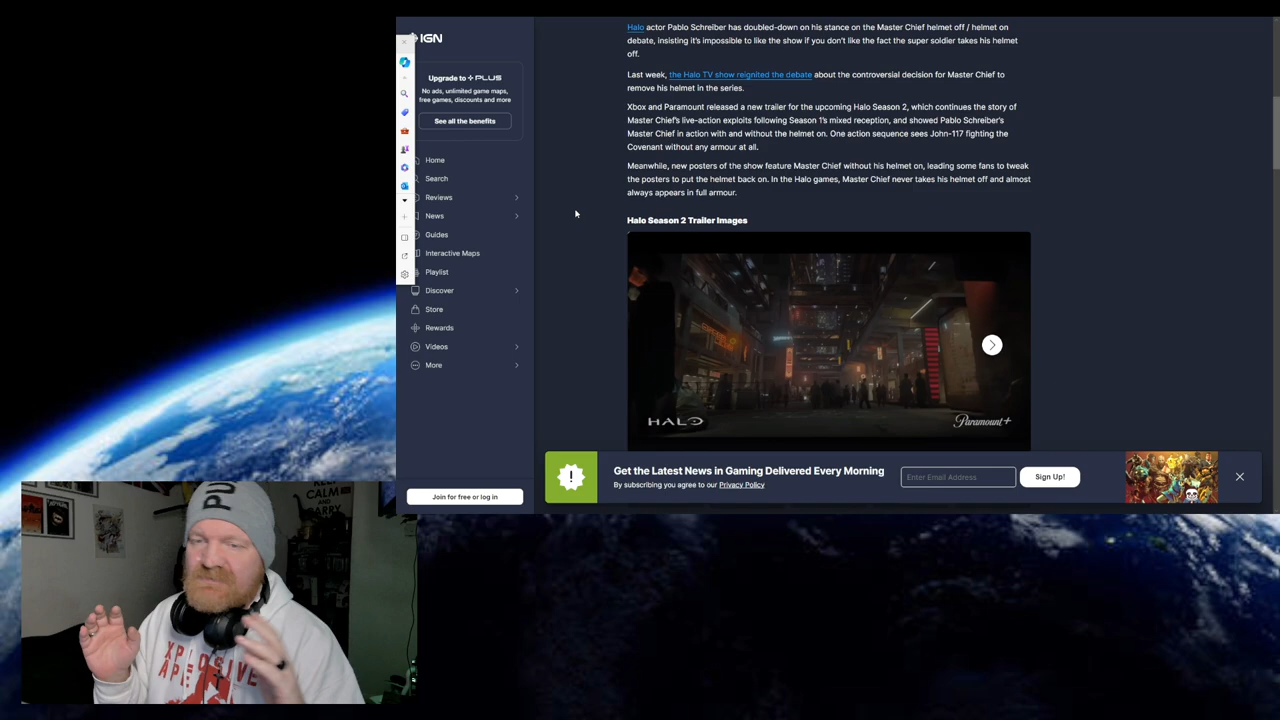 IGN
Upgrade to PLUS
No ads, unlimited game maps,
free games, discounts and more
See all the benefits
Home
Search
Reviews
News
Guides
Interactive Maps
Playlist
Discover
Store
Rewards
Videos
More
Join for free or log in
Halo actor Pablo Schreiber has doubled-down on his stance on the Master Chief helmet off / helmet on
debate, insisting it's impossible to like the show if you don't like the fact the super soldier takes his helmet
off.
Last week, the Halo TV show reignited the debate about the controversial decision for Master Chief to
remove his helmet in the series.
Xbox and Paramount released a new trailer for the upcoming Halo Season 2, which continues the story of
Master Chief's live-action exploits following Season 1's mixed reception, and showed Pablo Schreiber's
Master Chief in action with and without the helmet on. One action sequence sees John-117 fighting the
Covenant without any armour at all.
Meanwhile, new posters of the show feature Master Chief without his helmet on, leading some fans to tweak
the posters to put the helmet back on. In the Halo games, Master Chief never takes his helmet off and almost
always appears in full armour.
Halo Season 2 Trailer Images
HALO
Paramount+
!
Get the Latest News in Gaming Delivered Every Morning
By subscribing you agree to our Privacy Policy
Enter Email Address
Sign Up!
KEEP
CALM
AND
CARRY
PU
XPLOSIVE
APE